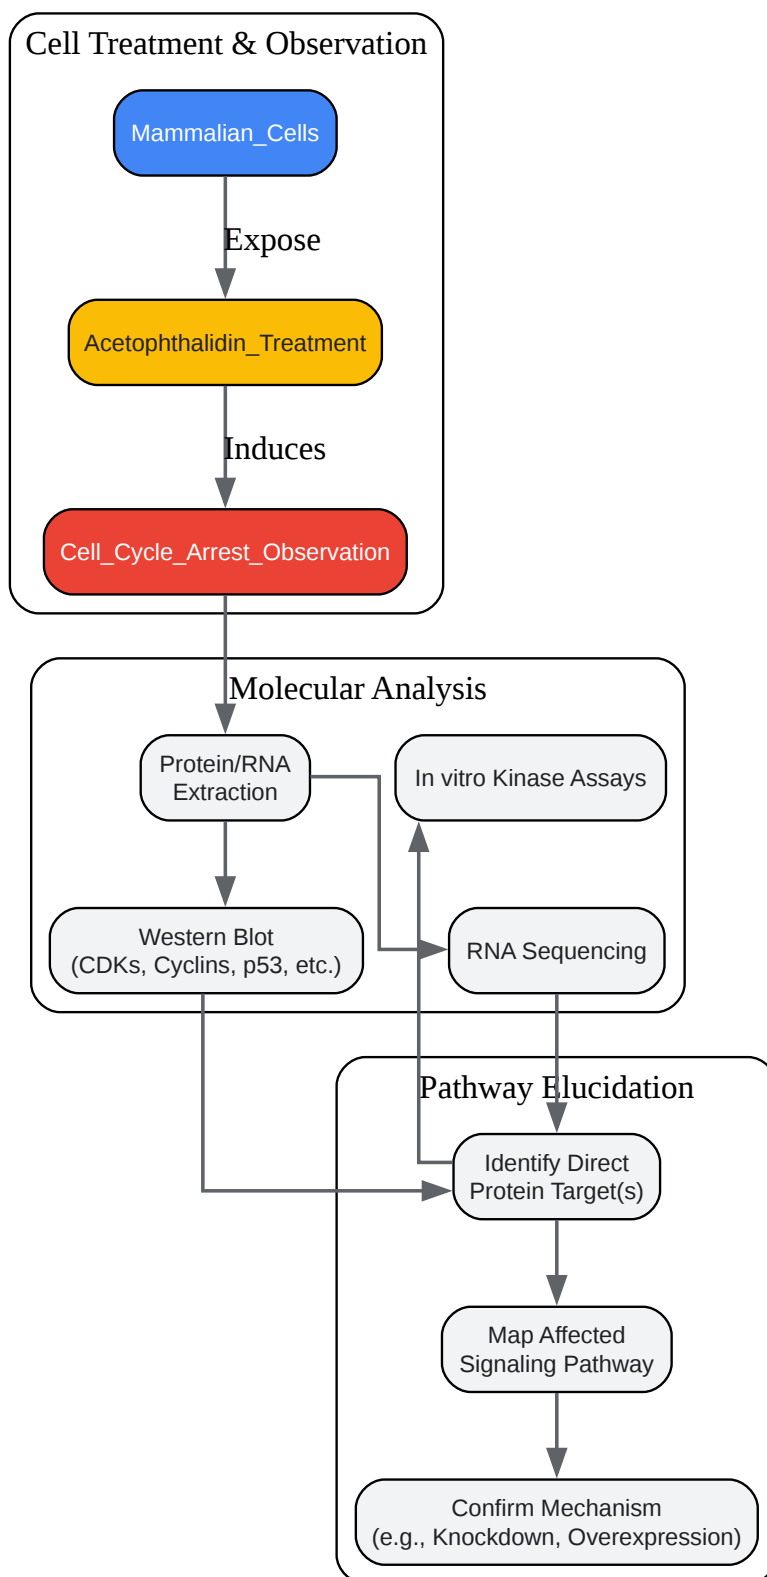 Cell Treatment & Observation
Mammalian_Cells
Expose
Acetophthalidin_Treatment
Induces
Cell_Cycle_Arrest_Observation
Molecular Analysis
Protein/RNA
Extraction
In vitro Kinase Assays
Western Blot
(CDKs, Cyclins, p53, etc.)
RNA Sequencing
Pathway Elucidation
Identify Direct
Protein Target(s)
Map Affected
Signaling Pathway
Confirm Mechanism
(e.g., Knockdown, Overexpression)